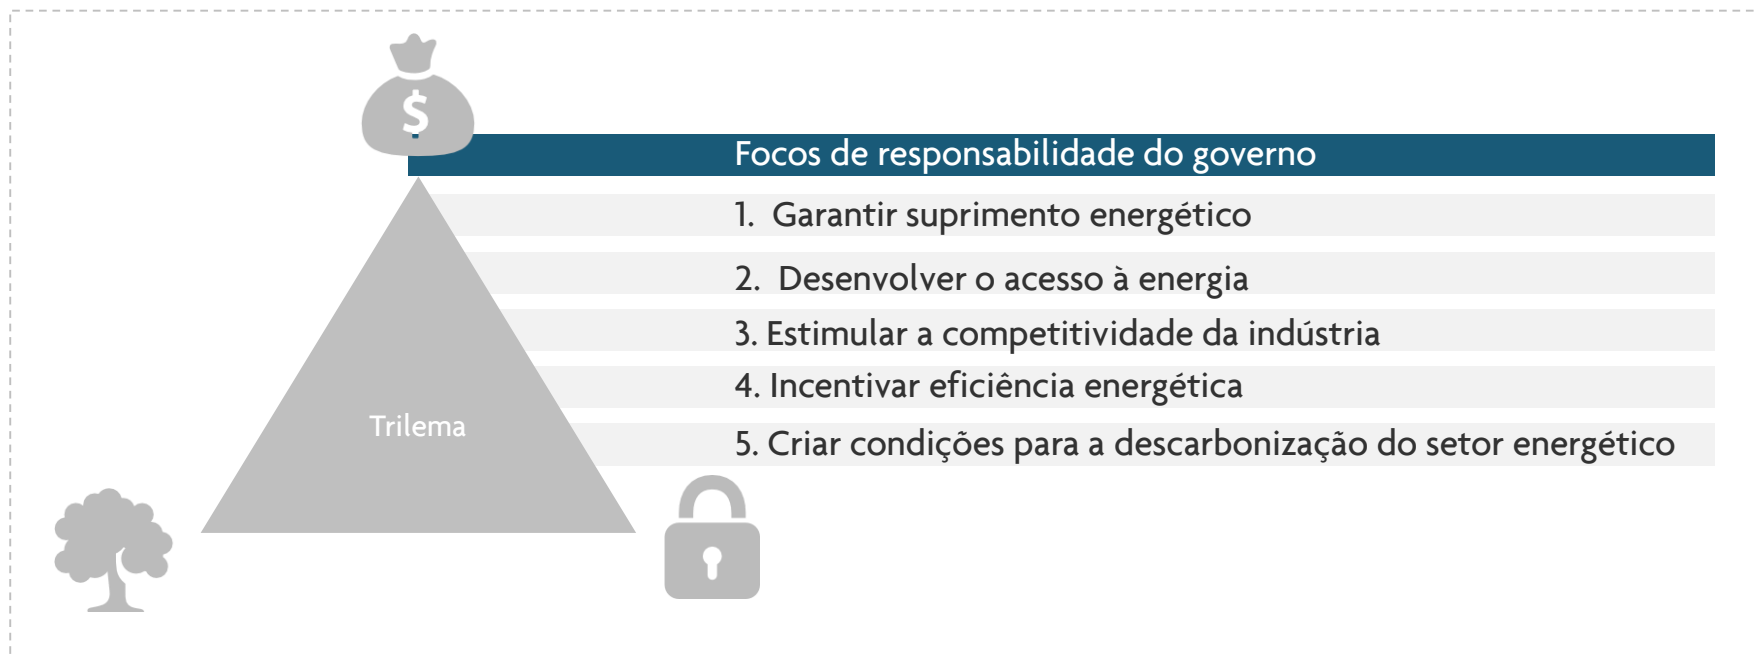 $
Focos de responsabilidade do governo
1. Garantir suprimento energético
2. Desenvolver o acesso à energia
3. Estimular a competitividade da indústria
4. Incentivar eficiência energética
Trilema
5. Criar condições para a descarbonização do setor energético